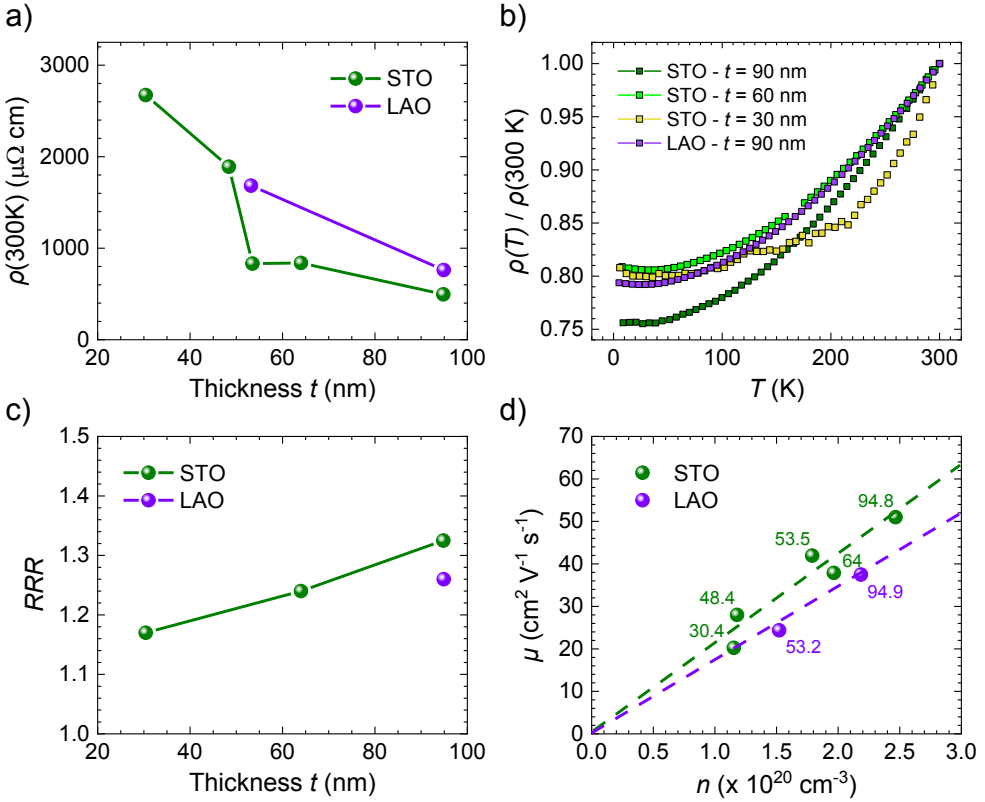 a)
3000
2000
1000
0
20 40 60 80 100
ρ(300K) (μΩ cm)
Thickness t (nm)
STO
LAO
b)
1.00
0.95
0.90
0.85
0.80
0.75
0 100 200 300
ρ(T) / ρ(300 K)
T (K)
STO - t = 90 nm
STO - t = 60 nm
STO - t = 30 nm
LAO - t = 90 nm
c)
1.5
1.4
1.3
1.2
1.1
1.0
20 40 60 80 100
RRR
Thickness t (nm)
STO
LAO
d)
70
60
50
40
30
20
10
0
0.0 0.5 1.0 1.5 2.0 2.5 3.0
μ (cm² V⁻¹ s⁻¹)
n (x 10²⁰ cm⁻³)
STO
LAO
94.8
53.5
64
94.9
48.4
30.4
53.2